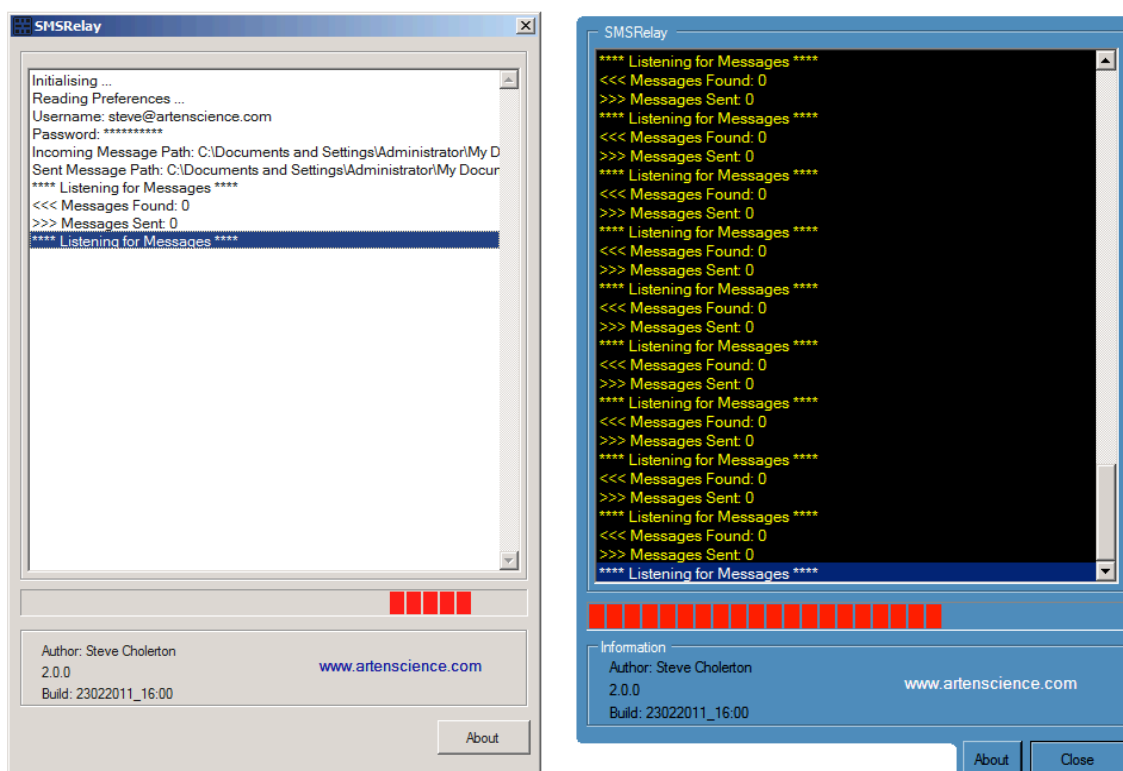 SMSRelay
Initialising ...
Reading Preferences ...
Username: steve@artenscience.com
Password: **********
Incoming Message Path: C:\Documents and Settings\Administrator\My D
Sent Message Path: C:\Documents and Settings\Administrator\My Docur
**** Listening for Messages ****
<<< Messages Found: 0
>>> Messages Sent: 0
**** Listening for Messages ****
Author: Steve Cholerton
2.0.0
Build: 23022011_16:00
www.artenscience.com
About
SMSRelay
**** Listening for Messages ****
<<< Messages Found: 0
>>> Messages Sent: 0
**** Listening for Messages ****
<<< Messages Found: 0
>>> Messages Sent: 0
**** Listening for Messages ****
<<< Messages Found: 0
>>> Messages Sent: 0
**** Listening for Messages ****
<<< Messages Found: 0
>>> Messages Sent: 0
**** Listening for Messages ****
<<< Messages Found: 0
>>> Messages Sent: 0
**** Listening for Messages ****
<<< Messages Found: 0
>>> Messages Sent: 0
**** Listening for Messages ****
<<< Messages Found: 0
>>> Messages Sent: 0
**** Listening for Messages ****
<<< Messages Found: 0
>>> Messages Sent: 0
**** Listening for Messages ****
<<< Messages Found: 0
>>> Messages Sent: 0
**** Listening for Messages ****
Information
Author: Steve Cholerton
2.0.0
Build: 23022011_16:00
www.artenscience.com
About
Close